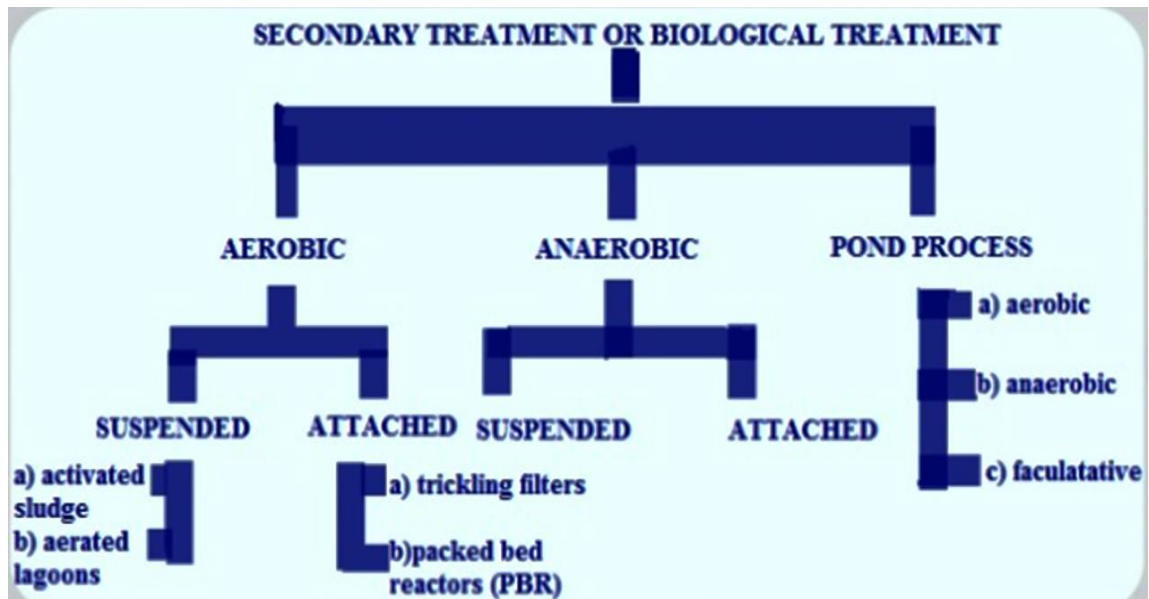 SECONDARY TREATMENT OR BIOLOGICAL TREATMENT
AEROBIC
ANAEROBIC
POND PROCESS
a) aerobic
b) anaerobic
c) faculatative
SUSPENDED
ATTACHED
SUSPENDED
ATTACHED
a) activated
sludge
b) aerated
lagoons
a) trickling filters
b)packed bed
reactors (PBR)